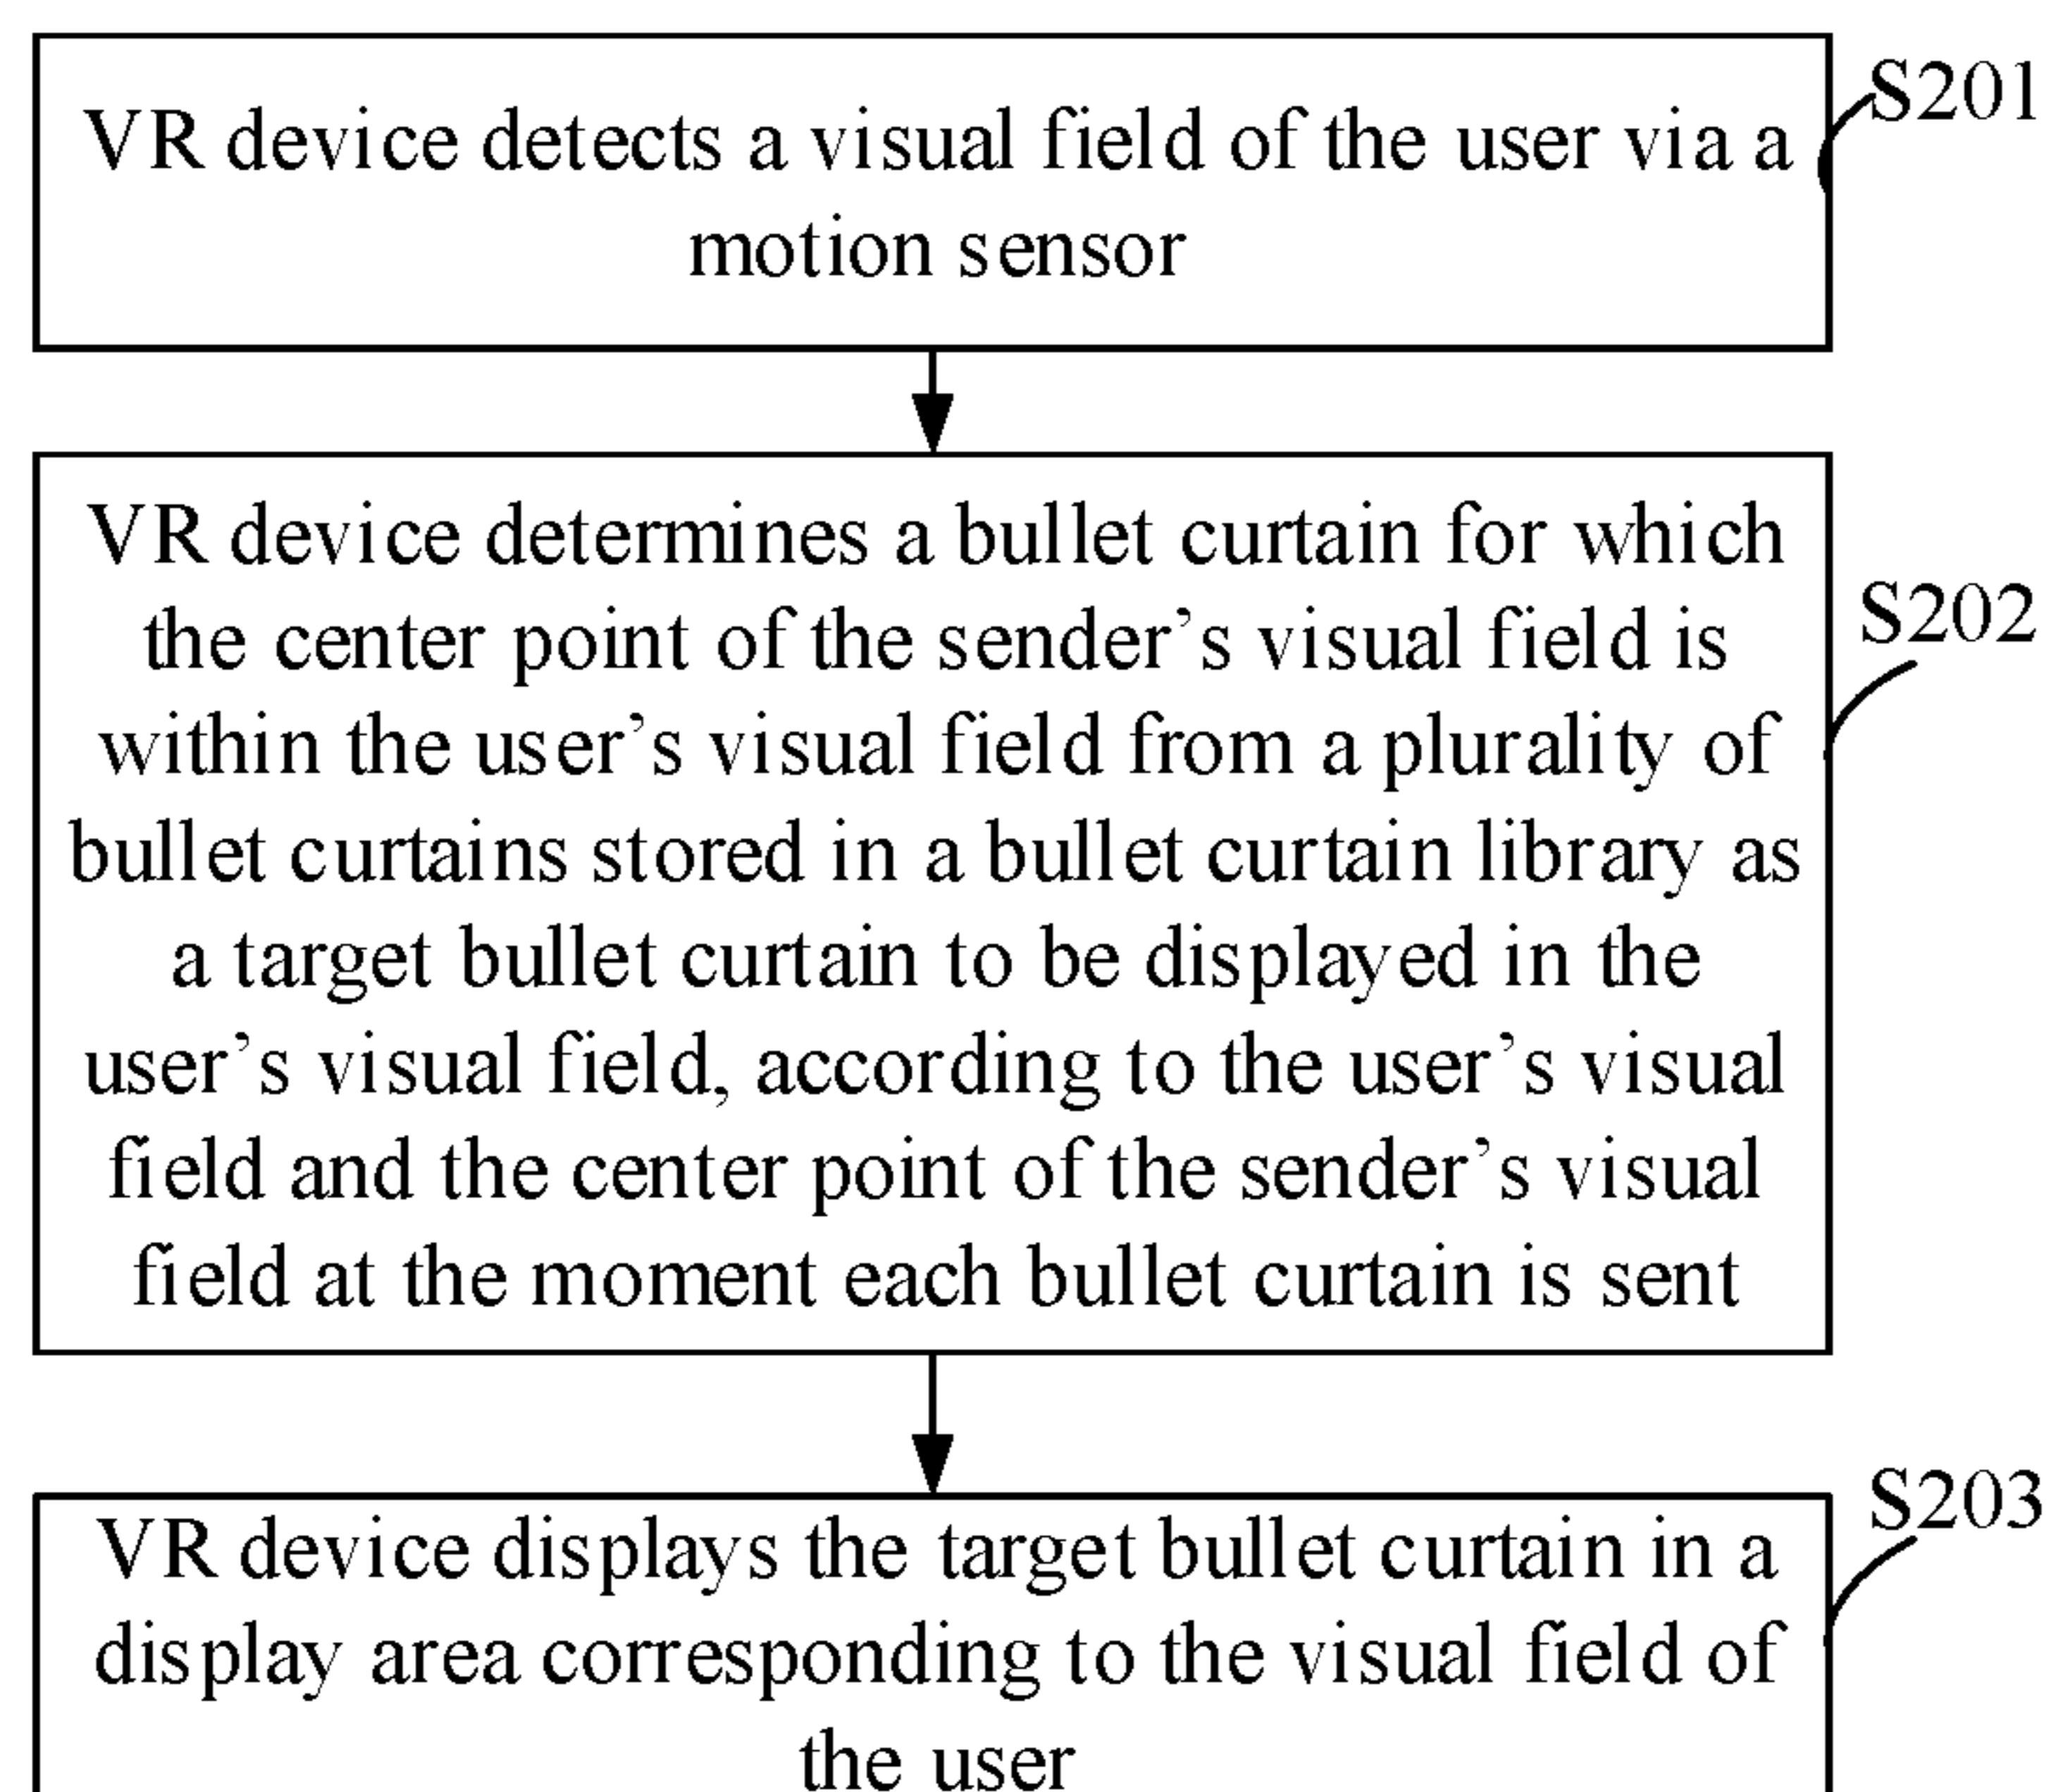 S201
VR device detects a visual field of the user via a
motion sensor
S202
VR device determines a bullet curtain for which
the center point of the sender’s visual field is
within the user’s visual field from a plurality of
bullet curtains stored in a bullet curtain library as
a target bullet curtain to be displayed in the
user’s visual field, according to the user’s visual
field and the center point of the sender’s visual
field at the moment each bullet curtain is sent
S203
VR device displays the target bullet curtain in a
display area corresponding to the visual field of
the user